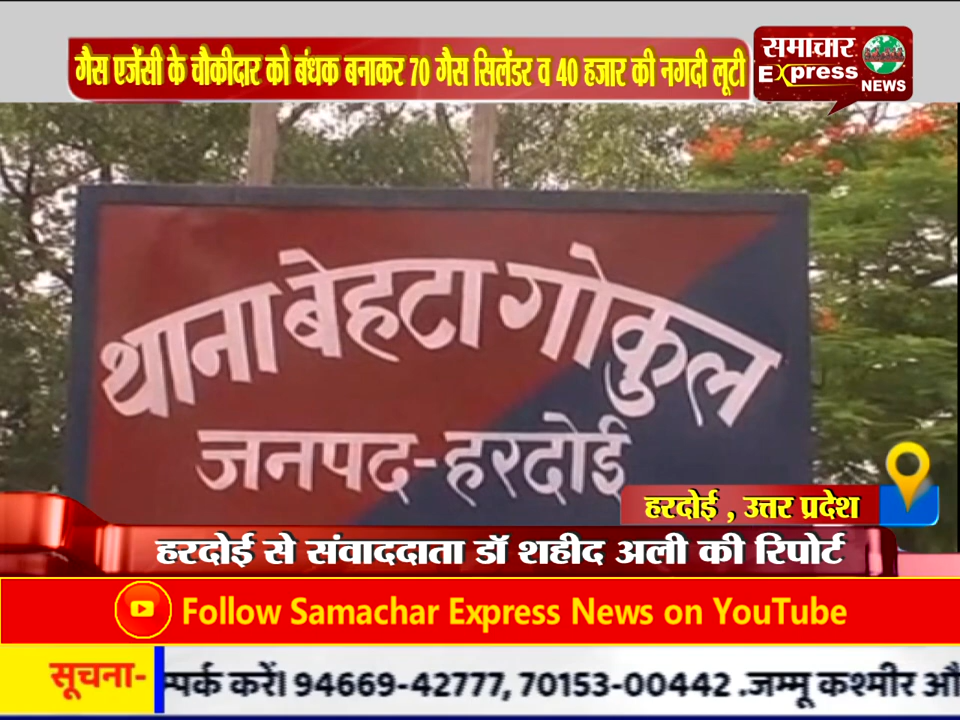 गैस एजेंसी के चौकीदार को बंधक बनाकर 70 गैस सिलेंडर व 40 हजार की नगदी लूटी
समाचार
Express
NEWS
थाना बेहटा गोकुल
जनपद-हरदोई
हरदोई , उत्तर प्रदेश
हरदोई से संवाददाता डॉ शहीद अली की रिपोर्ट
Follow Samachar Express News on YouTube
सूचना- म्पर्क करें। 94669-42777, 70153-00442 .जम्मू कश्मीर औ